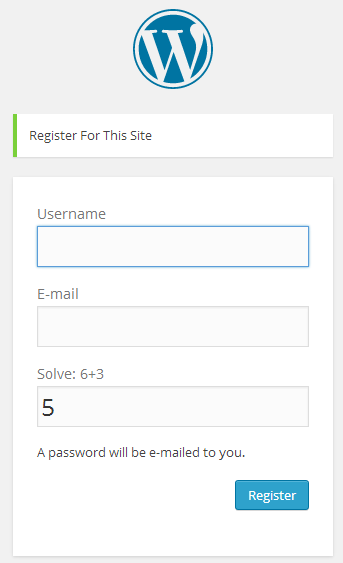 Register For This Site
Username
E-mail
Solve: 6+3
5
A password will be e-mailed to you.
Register